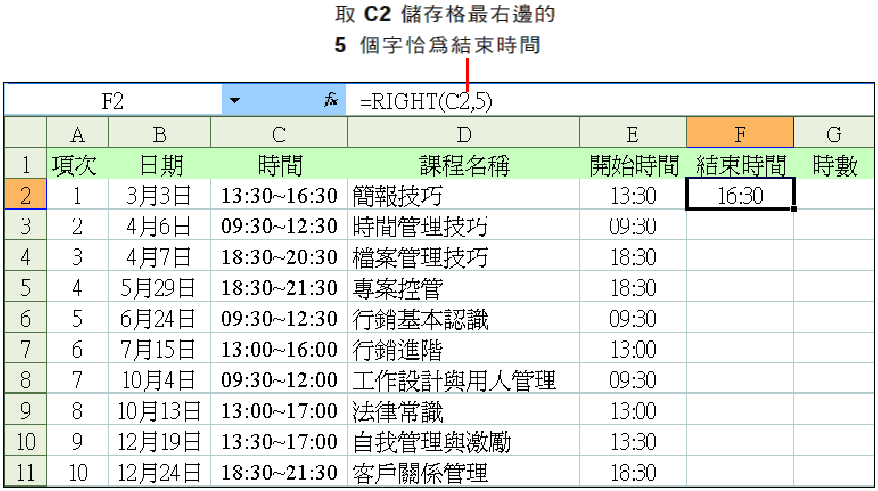 取 C2 儲存格最右邊的
5 個字恰為結束時間
F2 fx =RIGHT(C2,5)
A B C D E F G
1 項次 日期 時間 課程名稱 開始時間 結束時間 時數
2 1 3月3日 13:30~16:30 簡報技巧 13:30 16:30
3 2 4月6日 09:30~12:30 時間管理技巧 09:30
4 3 4月7日 18:30~20:30 檔案管理技巧 18:30
5 4 5月29日 18:30~21:30 專案控管 18:30
6 5 6月24日 09:30~12:30 行銷基本認識 09:30
7 6 7月15日 13:00~16:00 行銷進階 13:00
8 7 10月4日 09:30~12:00 工作設計與用人管理 09:30
9 8 10月13日 13:00~17:00 法律常識 13:00
10 9 12月19日 13:30~17:00 自我管理與激勵 13:30
11 10 12月24日 18:30~21:30 客戶關係管理 18:30